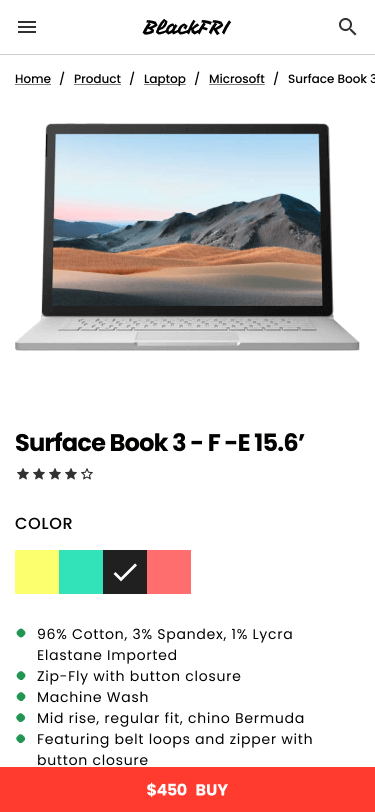 BlackFRI
Home / Product / Laptop / Microsoft / Surface Book 3
Surface Book 3 - F -E 15.6’
COLOR
96% Cotton, 3% Spandex, 1% Lycra
Elastane Imported
Zip-Fly with button closure
Machine Wash
Mid rise, regular fit, chino Bermuda
Featuring belt loops and zipper with
button closure
$450 BUY